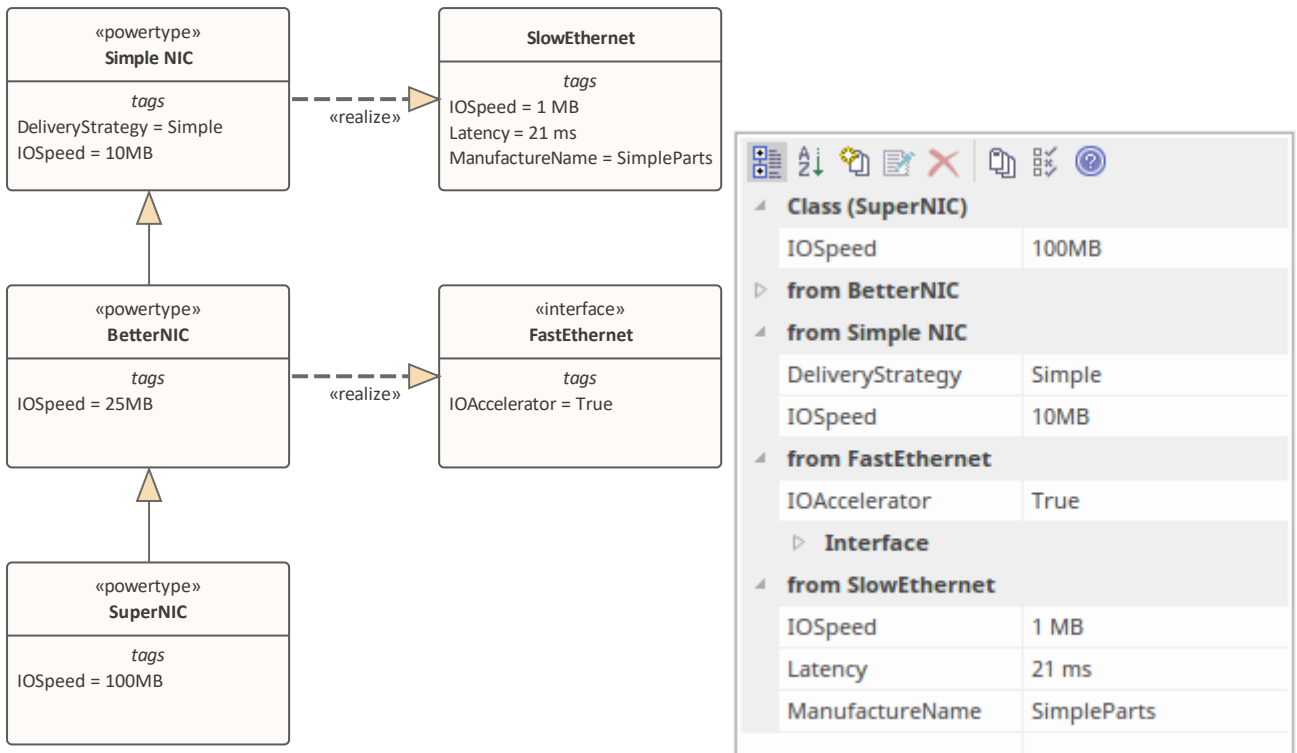 «powertype»
Simple NIC
tags
DeliveryStrategy = Simple
IOSpeed = 10MB
«realize»
SlowEthernet
tags
IOSpeed = 1 MB
Latency = 21 ms
ManufactureName = SimpleParts
«powertype»
BetterNIC
tags
IOSpeed = 25MB
«realize»
«interface»
FastEthernet
tags
IOAccelerator = True
«powertype»
SuperNIC
tags
IOSpeed = 100MB
A
Z
Class (SuperNIC)
IOSpeed 100MB
from BetterNIC
from Simple NIC
DeliveryStrategy Simple
IOSpeed 10MB
from FastEthernet
IOAccelerator True
Interface
from SlowEthernet
IOSpeed 1 MB
Latency 21 ms
ManufactureName SimpleParts